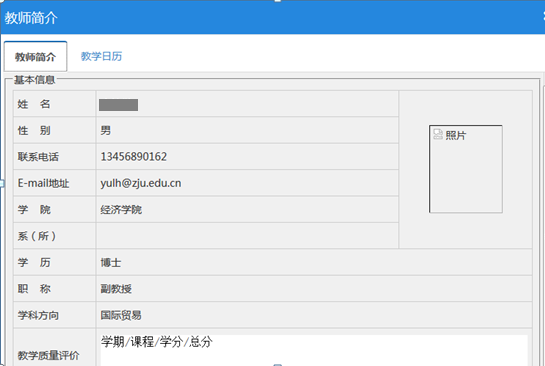 教师简介
教师简介 教学日历
基本信息
姓 名
性 别 男
联系电话 13456890162
照片
E-mail地址 yulh@zju.edu.cn
学 院 经济学院
系（所）
学 历 博士
职 称 副教授
学科方向 国际贸易
教学质量评价 学期/课程/学分/总分